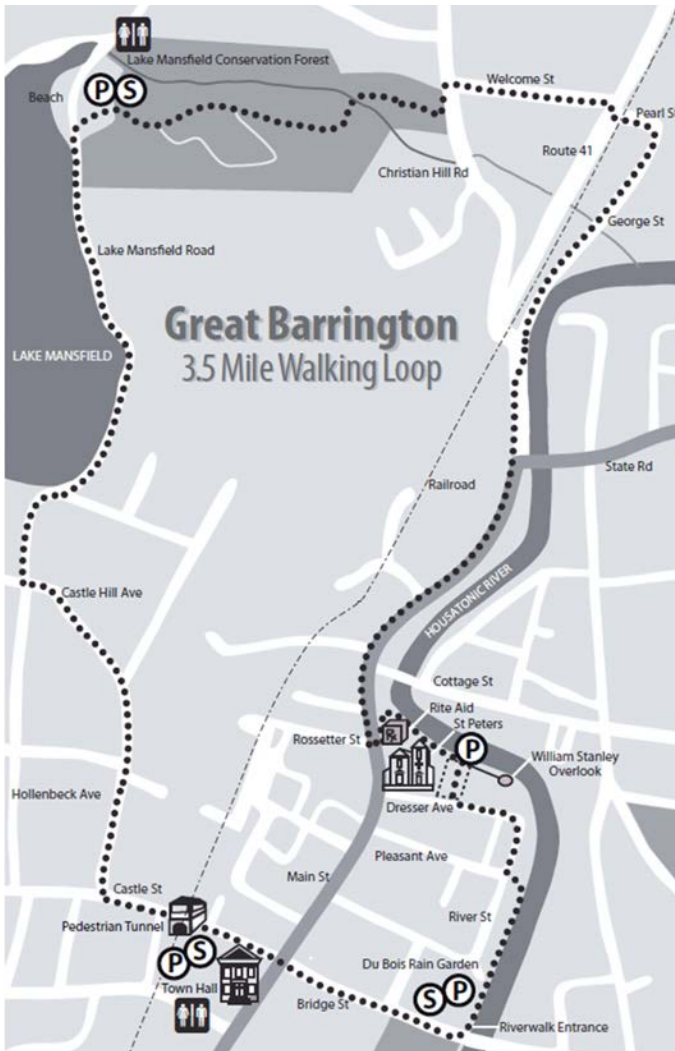 Lake Mansfield Conservation Forest
Welcome St
Beach
P S
Pearl St
Route 41
Christian Hill Rd
George St
Lake Mansfield Road
Great Barrington
3.5 Mile Walking Loop
LAKE MANSFIELD
State Rd
Railroad
HOUSATONIC RIVER
Castle Hill Ave
Cottage St
Rite Aid
St Peters
Rossetter St
P
William Stanley
Overlook
Hollenbeck Ave
Dresser Ave
Pleasant Ave
Main St
Castle St
River St
Pedestrian Tunnel
P S
Du Bois Rain Garden
S P
Town Hall
Bridge St
Riverwalk Entrance